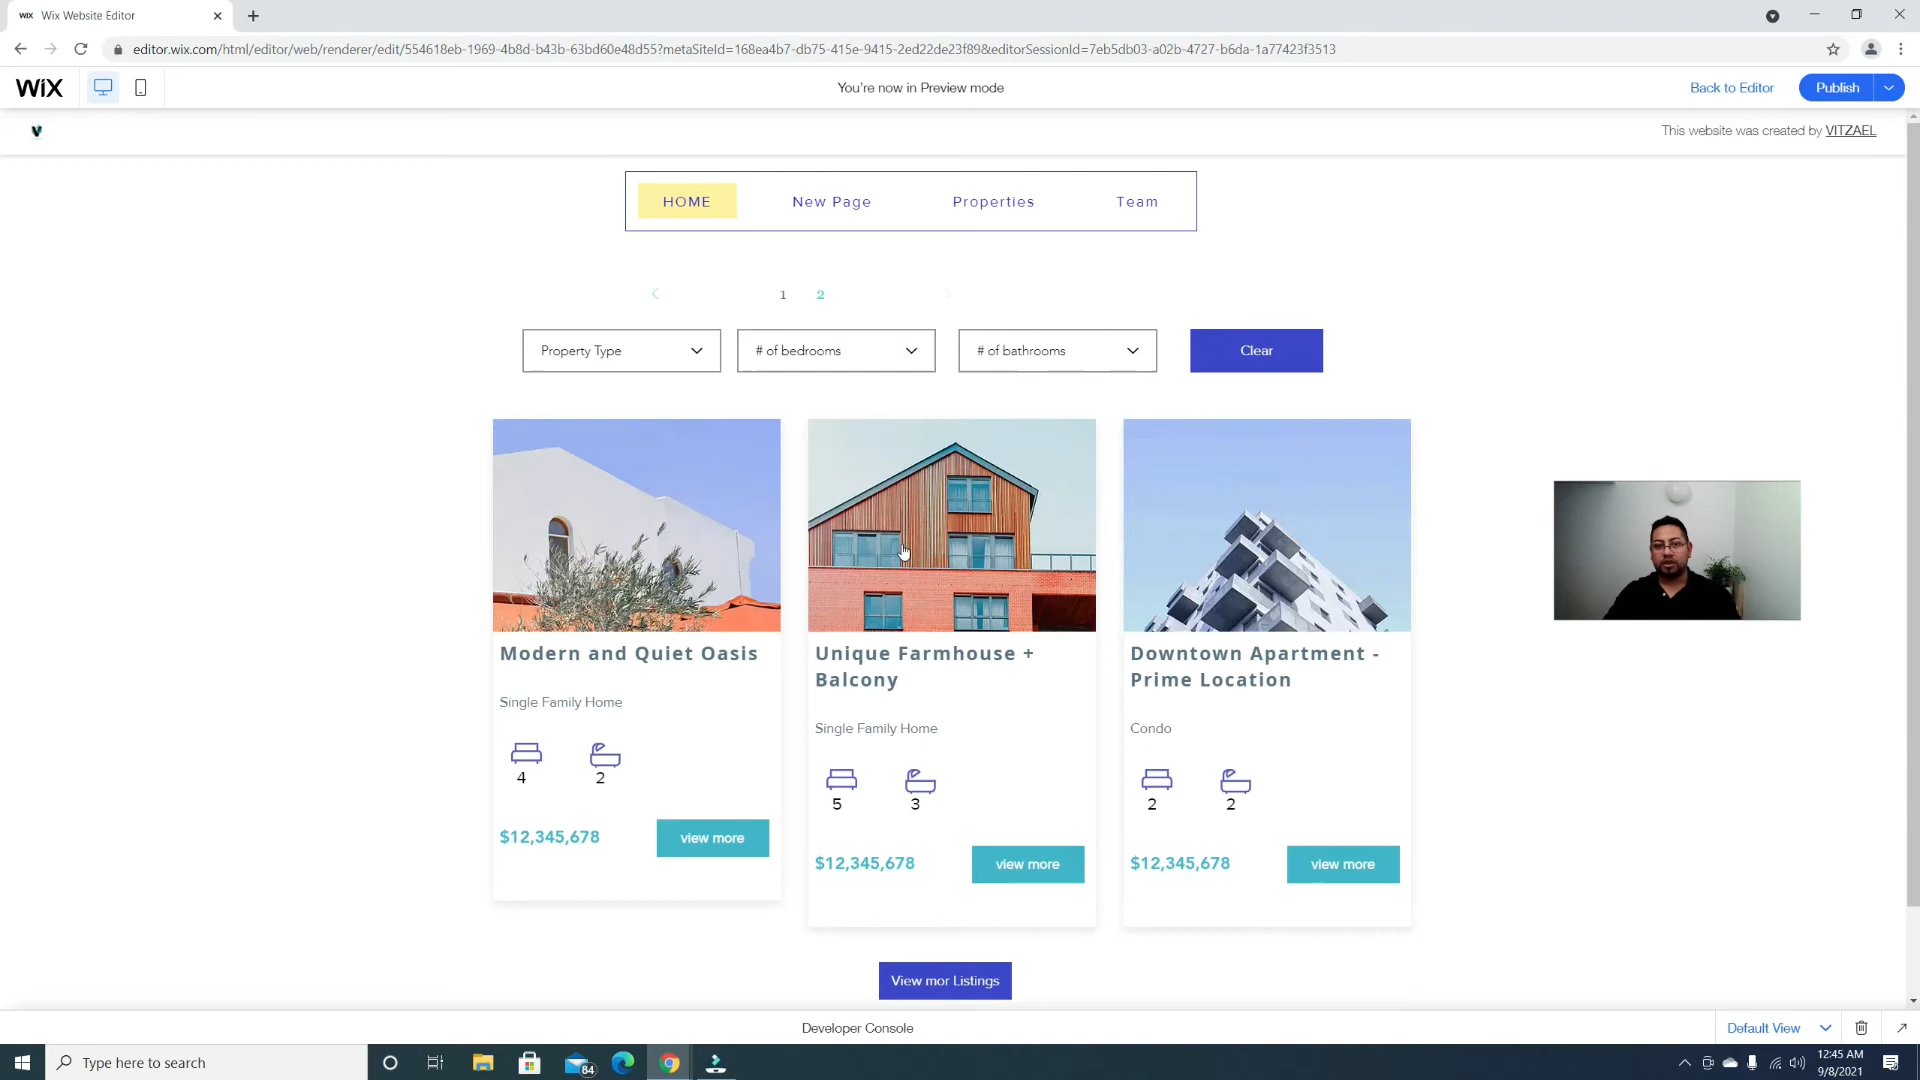 WIX Wix Website Editor
editor.wix.com/html/editor/web/renderer/edit/554618eb-1969-4b8d-b43b-63bd60e48d55?metaSiteId=168ea4b7-db75-415e-9415-2ed22de23f89&editorSessionId=7eb5db03-a02b-4727-b6da-1a77423f3513
WiX
You're now in Preview mode
Back to Editor
Publish
V
This website was created by VITZAEL
HOME New Page Properties Team
1 2
Property Type
# of bedrooms
# of bathrooms
Clear
Modern and Quiet Oasis
Single Family Home
4 2
$12,345,678
view more
Unique Farmhouse +
Balcony
Single Family Home
5 3
$12,345,678
view more
Downtown Apartment -
Prime Location
Condo
2 2
$12,345,678
view more
View mor Listings
Developer Console
Default View
Type here to search
84
12:45 AM
9/8/2021